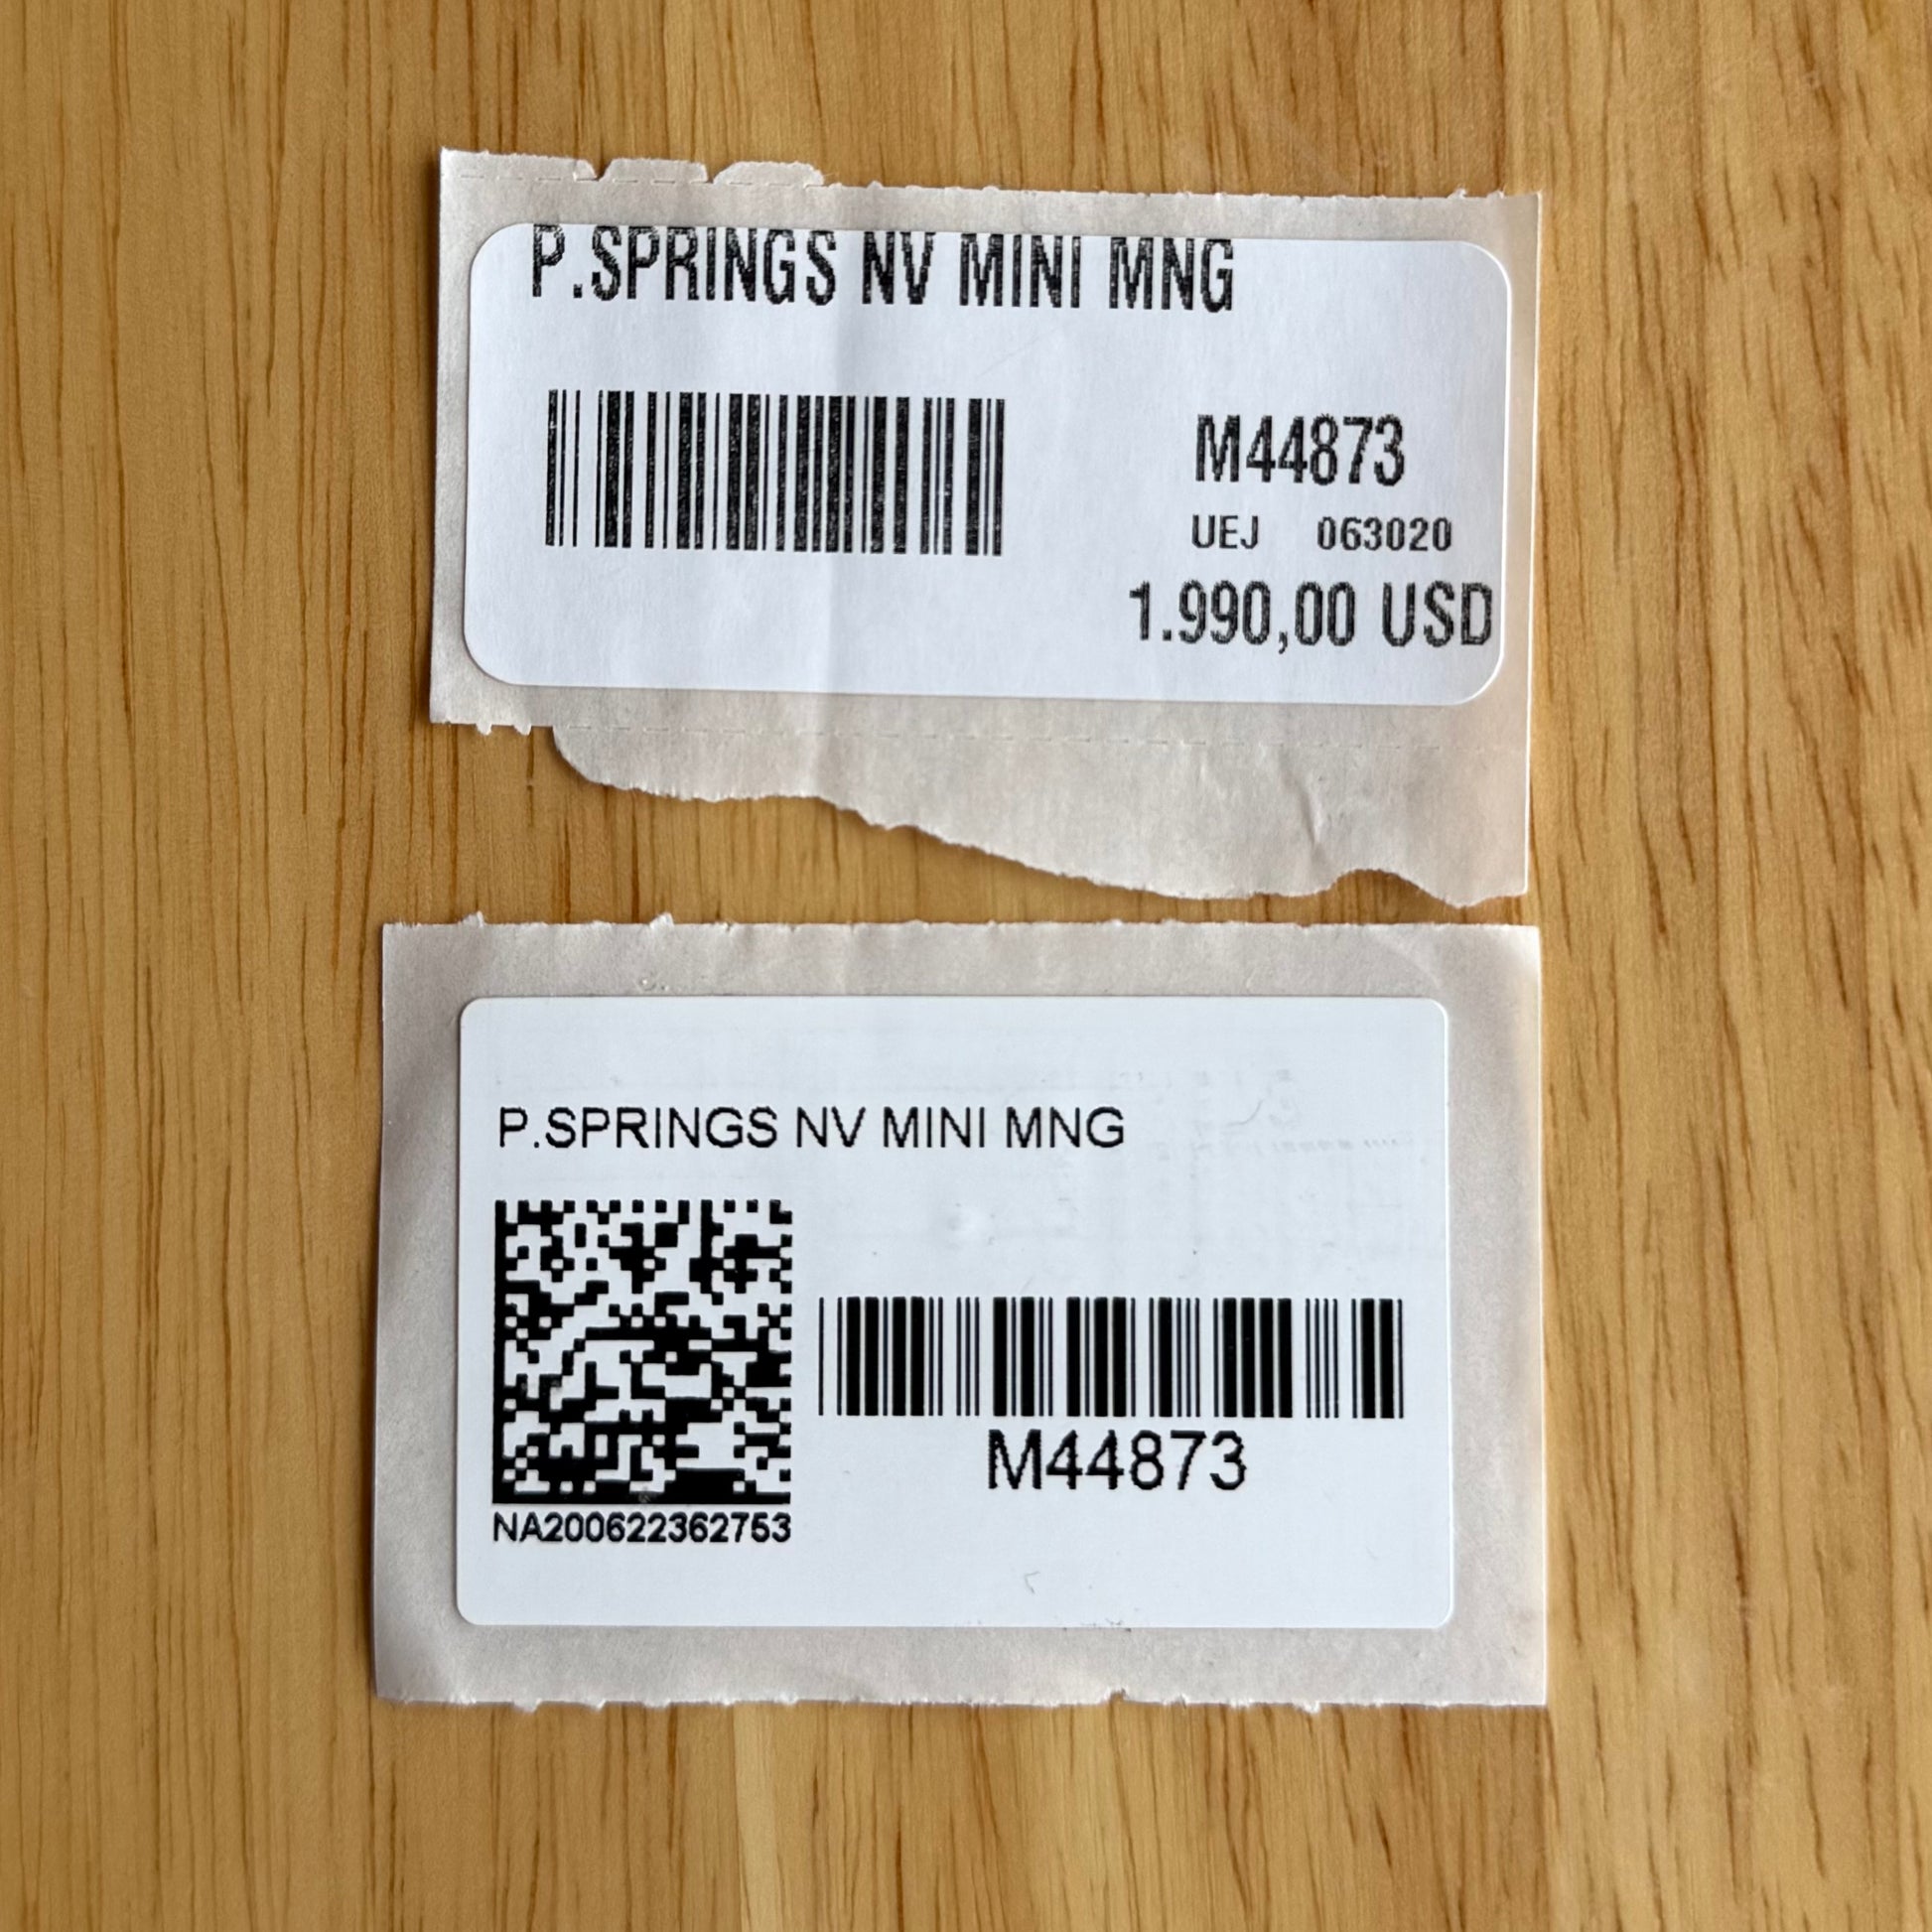 P.SPRINGS NV MINI MNG
M44873
UEJ 063020
1.990,00 USD
P.SPRINGS NV MINI MNG
M44873
NA200622362753